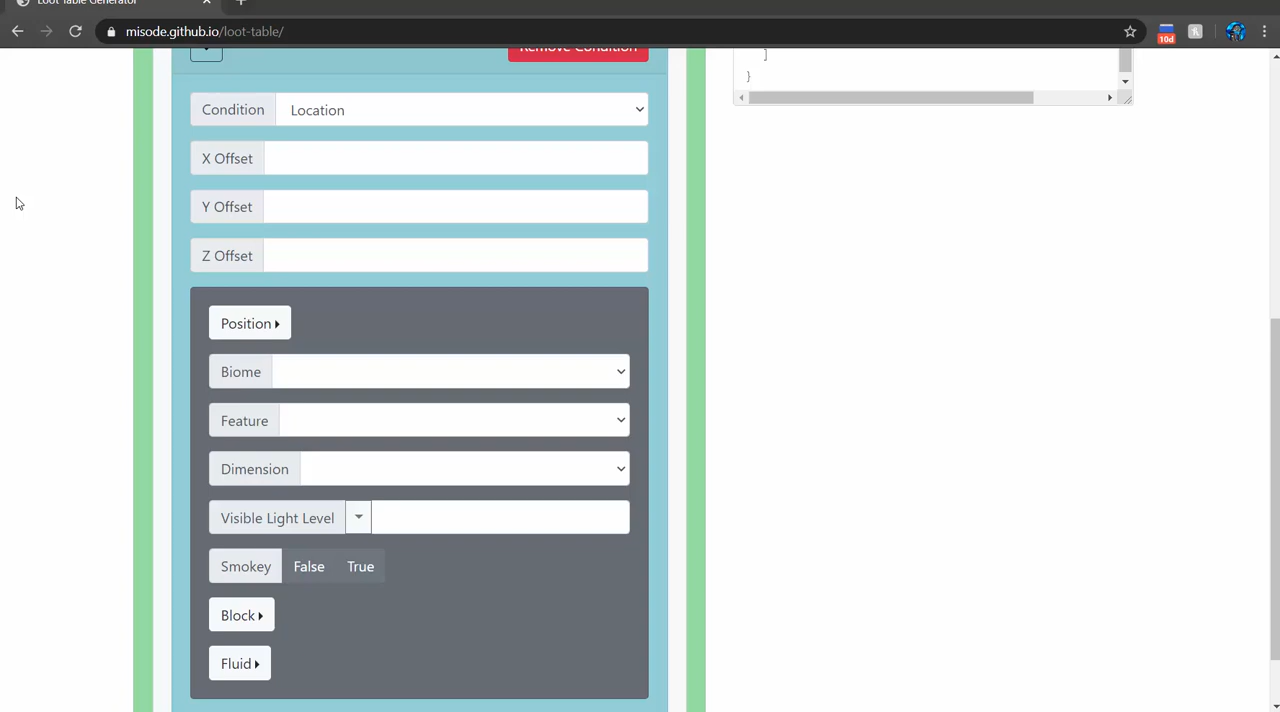 Loot Table Generator
misode.github.io/loot-table/
10d
Remove Condition
]
}
Condition
Location
X Offset
Y Offset
Z Offset
Position
Biome
Feature
Dimension
Visible Light Level
Smokey False True
Block
Fluid